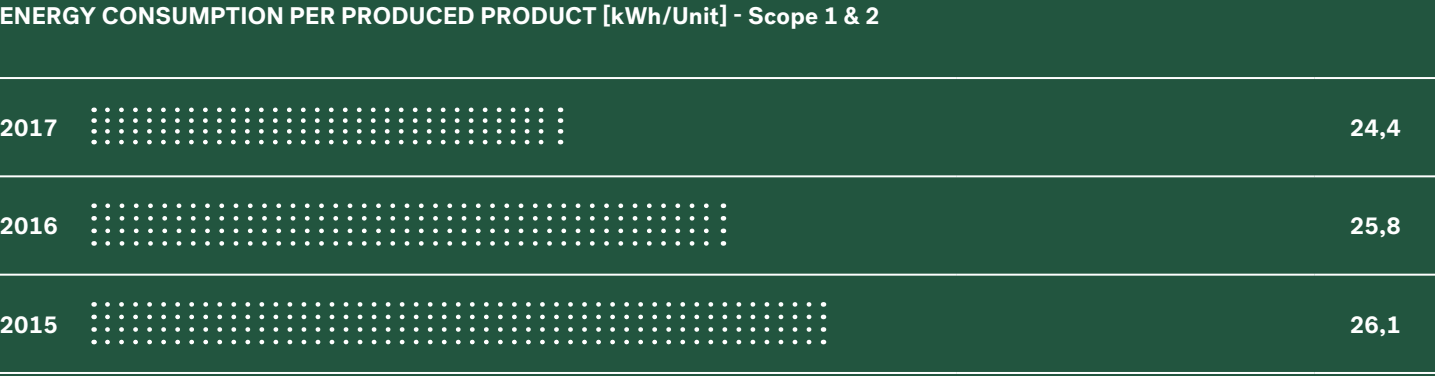 ENERGY CONSUMPTION PER PRODUCED PRODUCT [kWh/Unit] - Scope 1 & 2
2017 24,4
2016 25,8
2015 26,1